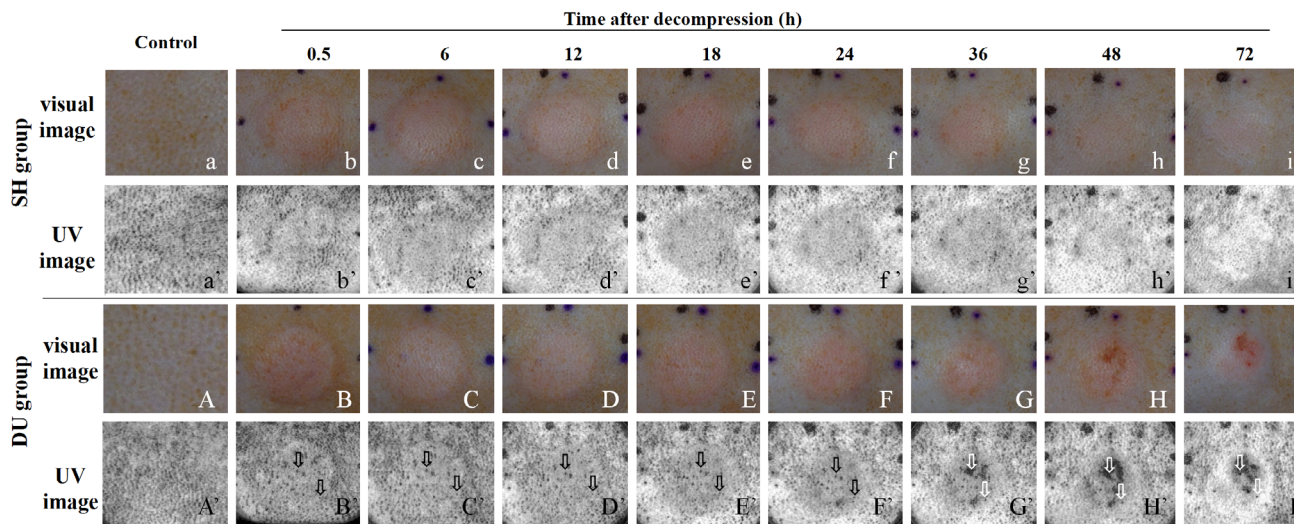 Time after decompression (h)
Control 0.5 6 12 18 24 36 48 72
SH group
visual image
a b c d e f g h i
UV image
a' b' c' d' e' f' g' h' i
DU group
visual image
A B C D E F G H
UV image
A' B' C' D' E' F' G' H' I